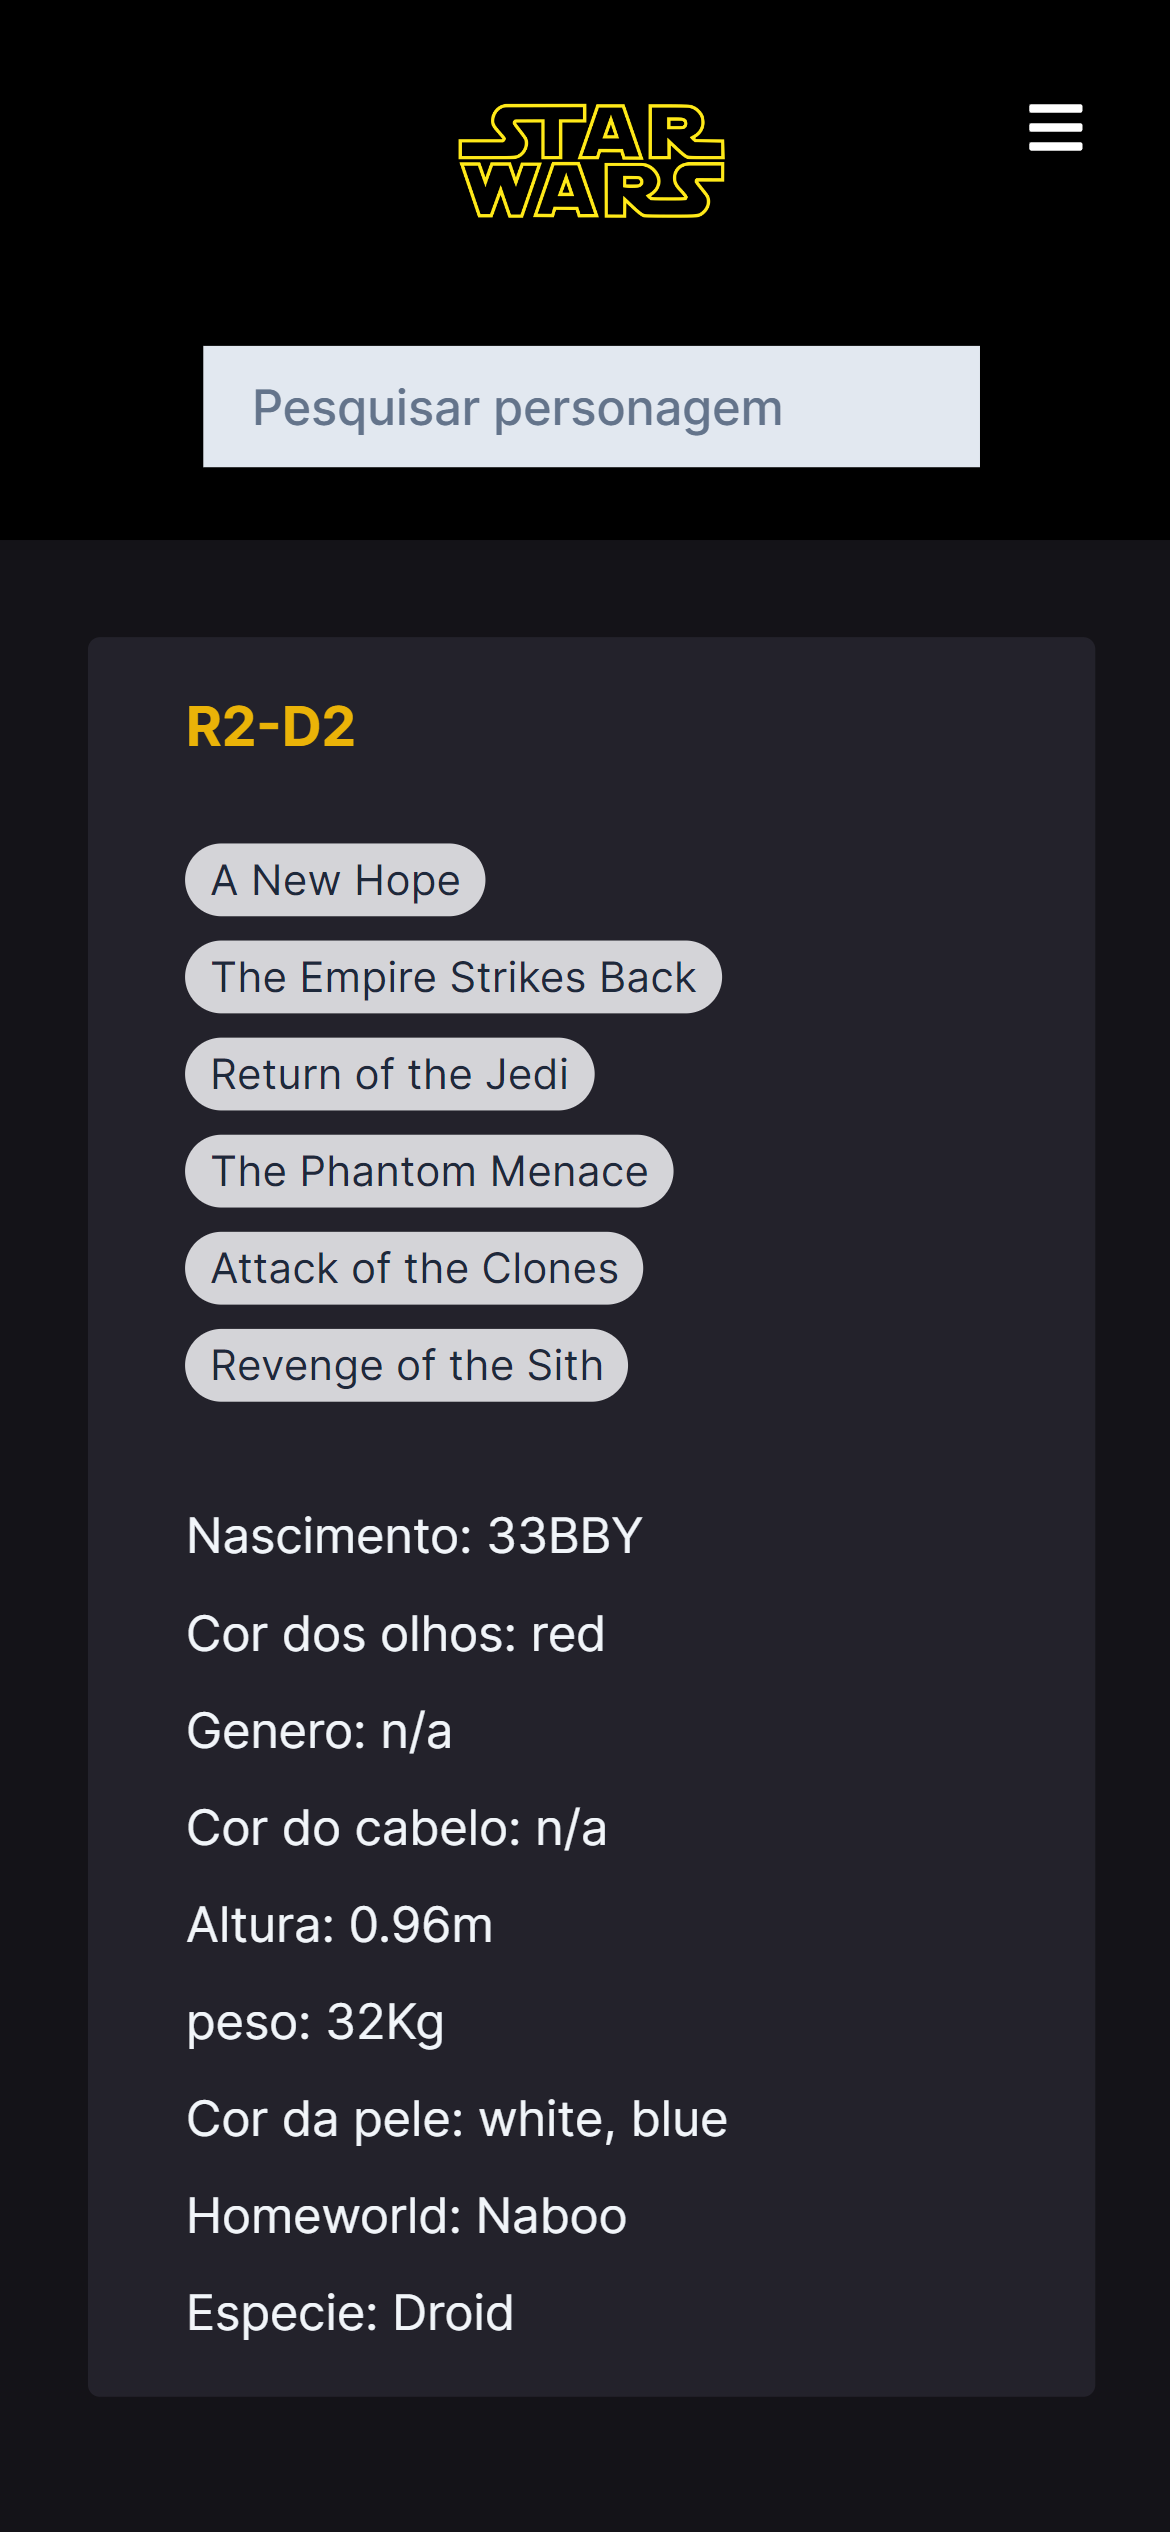 STAR
WARS
Pesquisar personagem
R2-D2
A New Hope
The Empire Strikes Back
Return of the Jedi
The Phantom Menace
Attack of the Clones
Revenge of the Sith
Nascimento: 33BBY
Cor dos olhos: red
Genero: n/a
Cor do cabelo: n/a
Altura: 0.96m
peso: 32Kg
Cor da pele: white, blue
Homeworld: Naboo
Especie: Droid